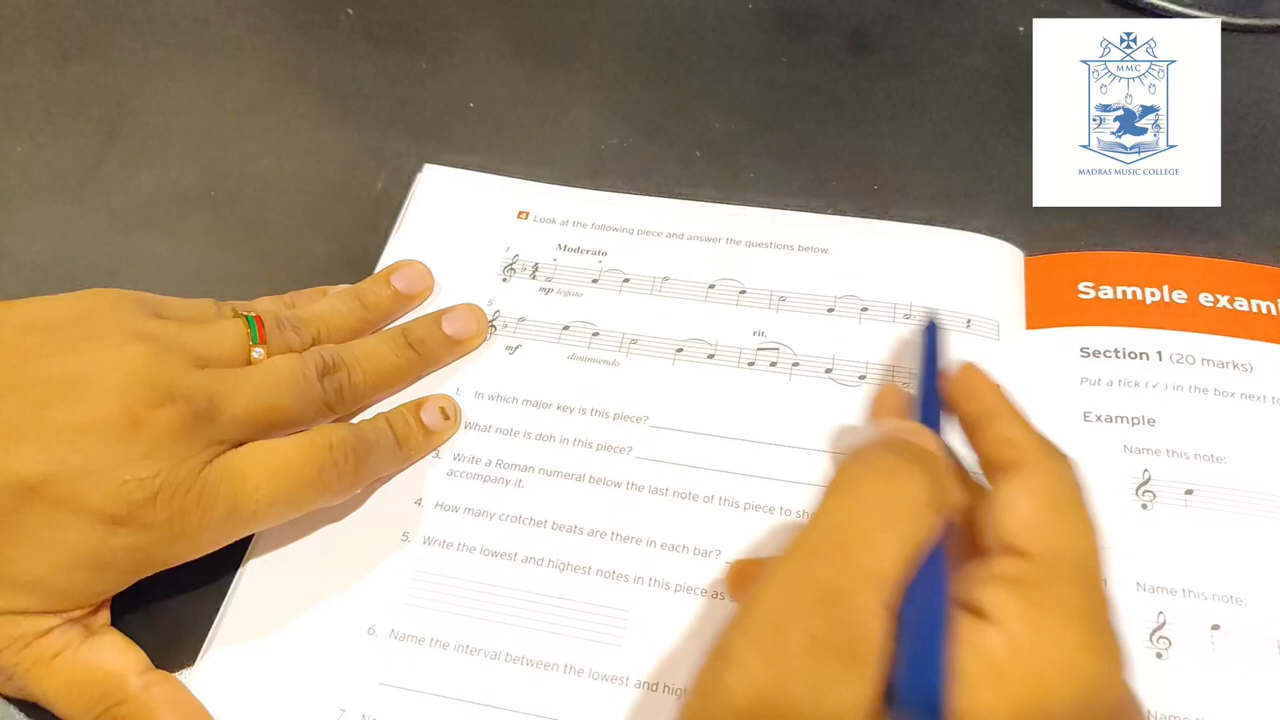 MMC
MADRAS MUSIC COLLEGE
4 Look at the following piece and answer the questions below.
1
Moderato
mp legato
5
rit.
mf
diminuendo
1. In which major key is this piece?
What note is doh in this piece?
3. Write a Roman numeral below the last note of this piece to
accompany it.
4. How many crotchet beats are there in each bar?
5. Write the lowest and highest notes in this piece as
6. Name the interval between the lowest and
7.
Sample
Section 1 (20 marks)
Put a tick (✓) in the box next
Example
Name this note:
1
Name this note:
Name